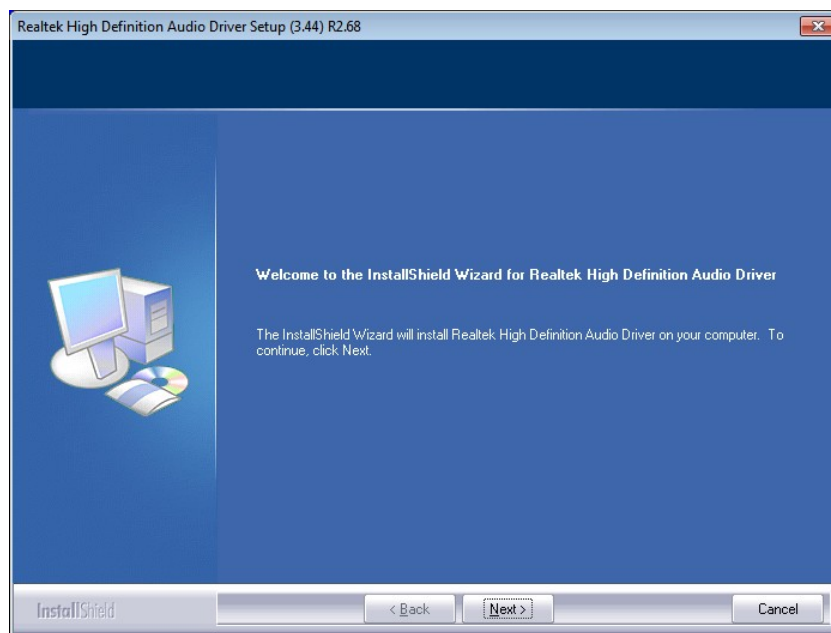 Realtek High Definition Audio Driver Setup (3.44) R2.68
Welcome to the InstallShield Wizard for Realtek High Definition Audio Driver
The InstallShield Wizard will install Realtek High Definition Audio Driver on your computer. To
continue, click Next.
InstallShield
< Back
Next >
Cancel